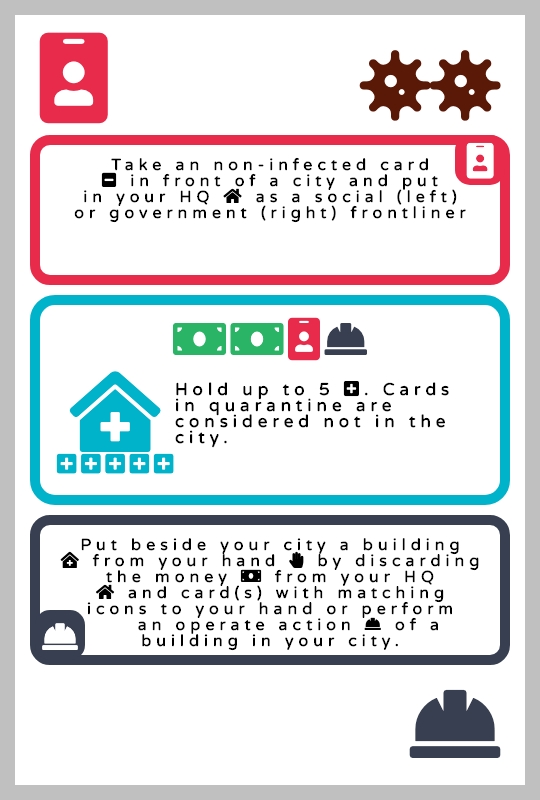 Take an non-infected card
in front of a city and put
in your HQ as a social (left)
or government (right) frontliner
Hold up to 5 . Cards
in quarantine are
considered not in the
city.
Put beside your city a building
from your hand by discarding
the money from your HQ
and card(s) with matching
icons to your hand or perform
an operate action of a
building in your city.